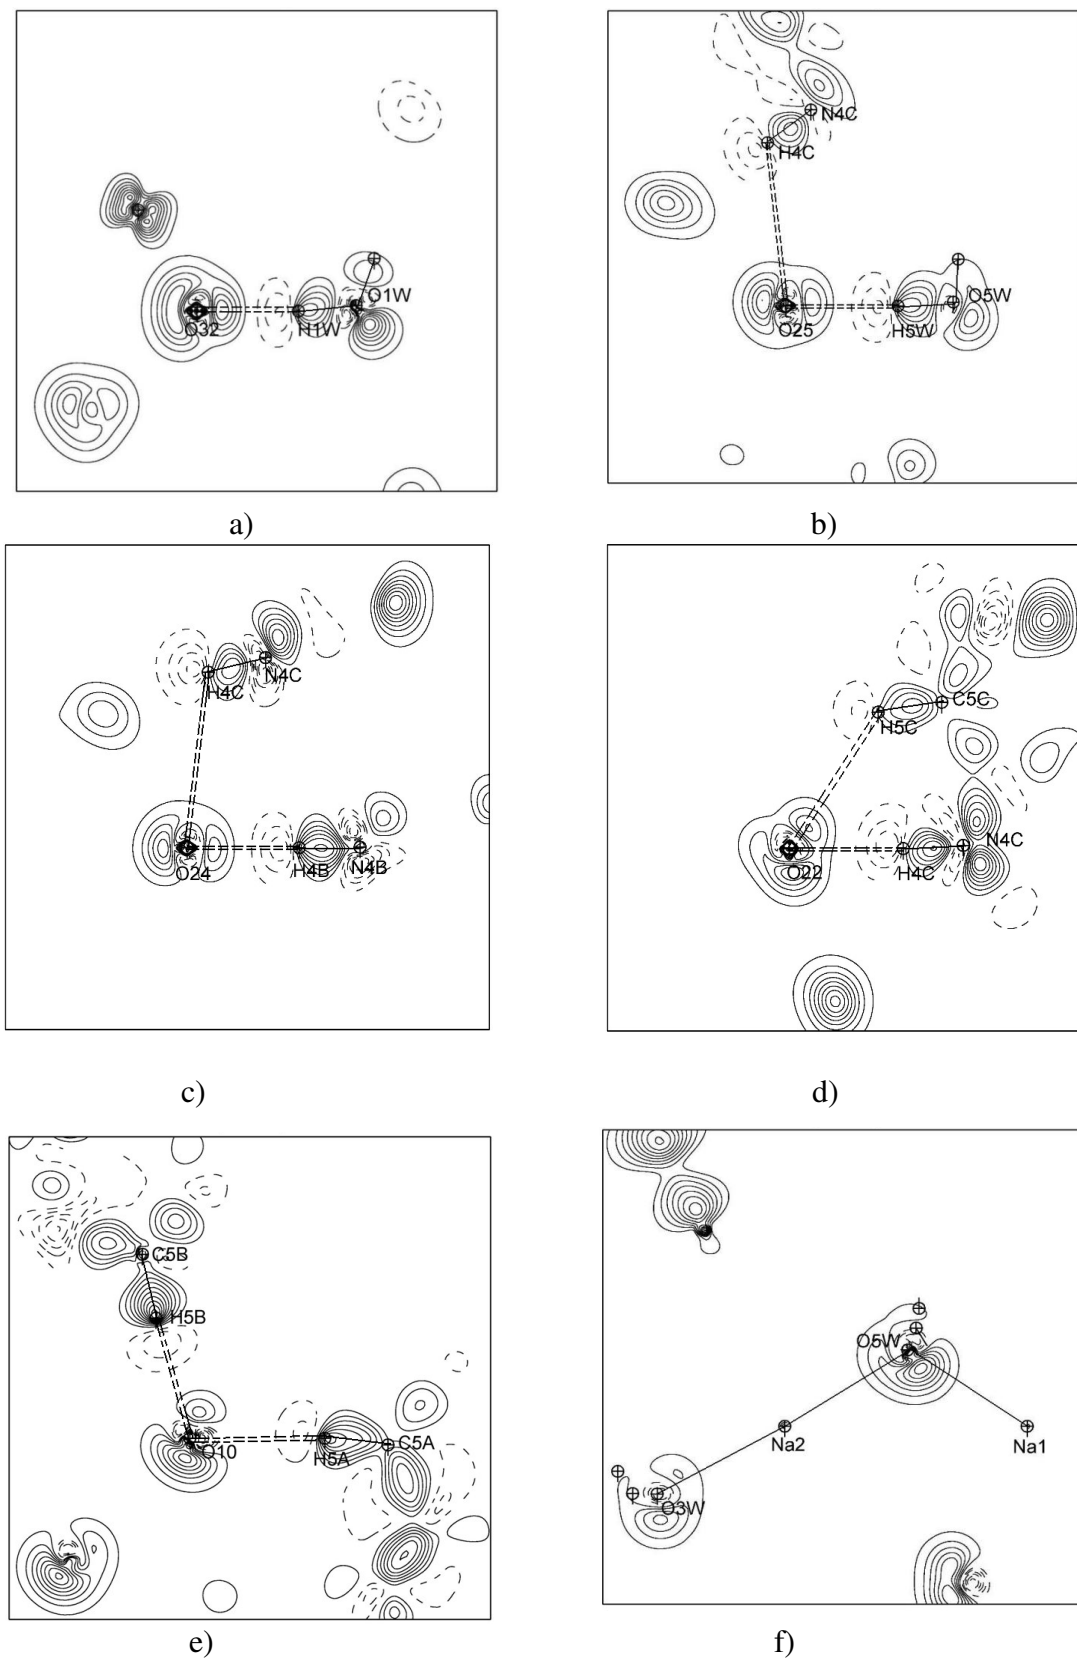 O1W
O32
H1W
a)
N4C
H4C
O5W
O25
H5W
b)
N4C
H4C
O24
H4B
N4B
c)
C5C
H5C
N4C
O22
H4C
d)
C5B
H5B
O10
C5A
H5A
e)
O5W
Na2
Na1
O3W
f)